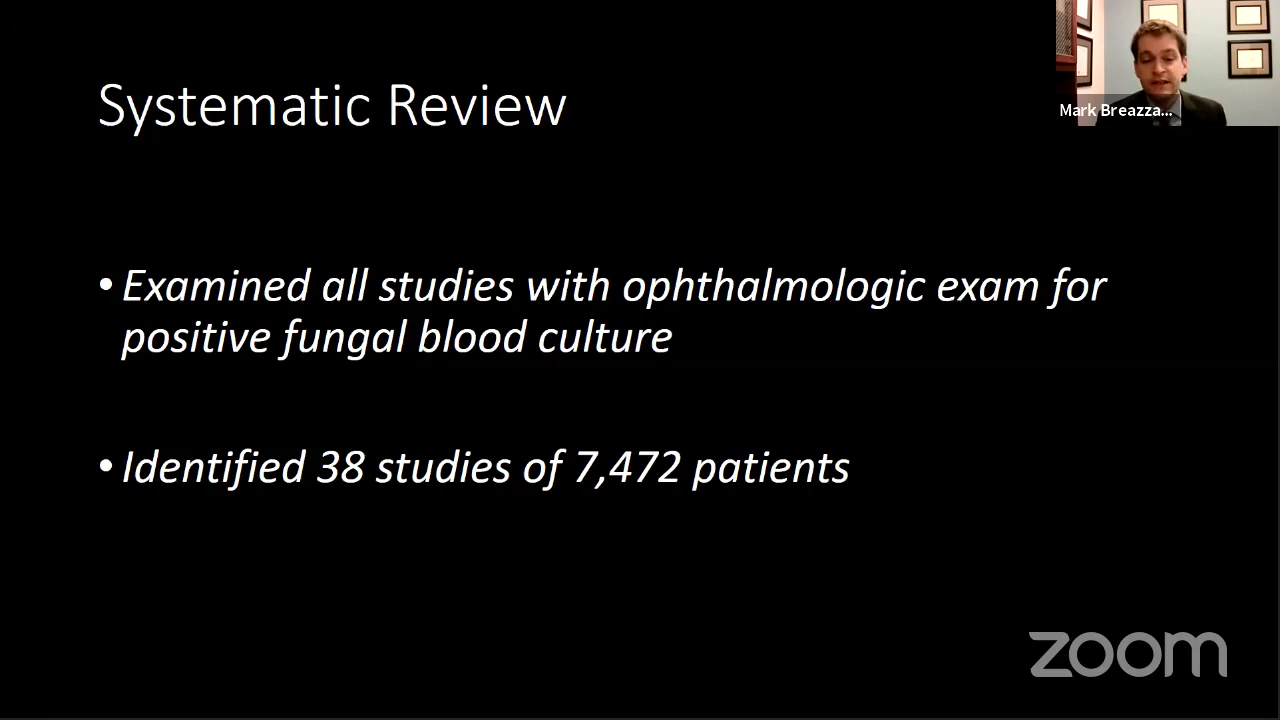 Systematic Review
Mark Breazza...
• Examined all studies with ophthalmologic exam for
positive fungal blood culture
• Identified 38 studies of 7,472 patients
zoom